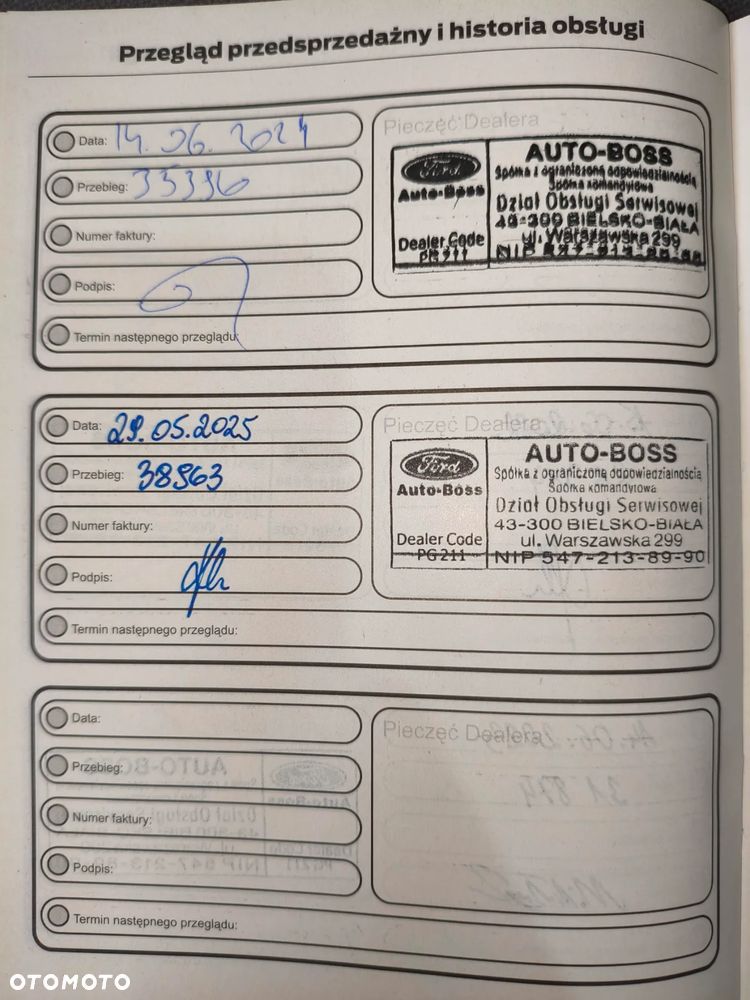 Przegląd przedsprzedażny i historia obsługi
Data: 14.06.2024
Przebieg: 35396
Numer faktury:
Podpis:
Termin następnego przeglądu:
Pieczęć Dealera
Ford
Auto-Boss
Dealer Code
AUTO-BOSS
Spółka z ograniczoną odpowiedzialnością
Spółka komandytowa
Dział Obsługi Serwisowej
43-300 BIELSKO-BIAŁA
ul. Warszawska 299
NIP
Data: 29.05.2025
Przebieg: 38963
Numer faktury:
Podpis:
Termin następnego przeglądu:
Pieczęć Dealera
Ford
Auto-Boss
Dealer Code
PG 211
AUTO-BOSS
Spółka z ograniczoną odpowiedzialnością
Spółka komandytowa
Dział Obsługi Serwisowej
43-300 BIELSKO-BIAŁA
ul. Warszawska 299
NIP 547-213-89-90
Data:
Przebieg:
Numer faktury:
Podpis:
Termin następnego przeglądu:
Pieczęć Dealera
OTOMOTO